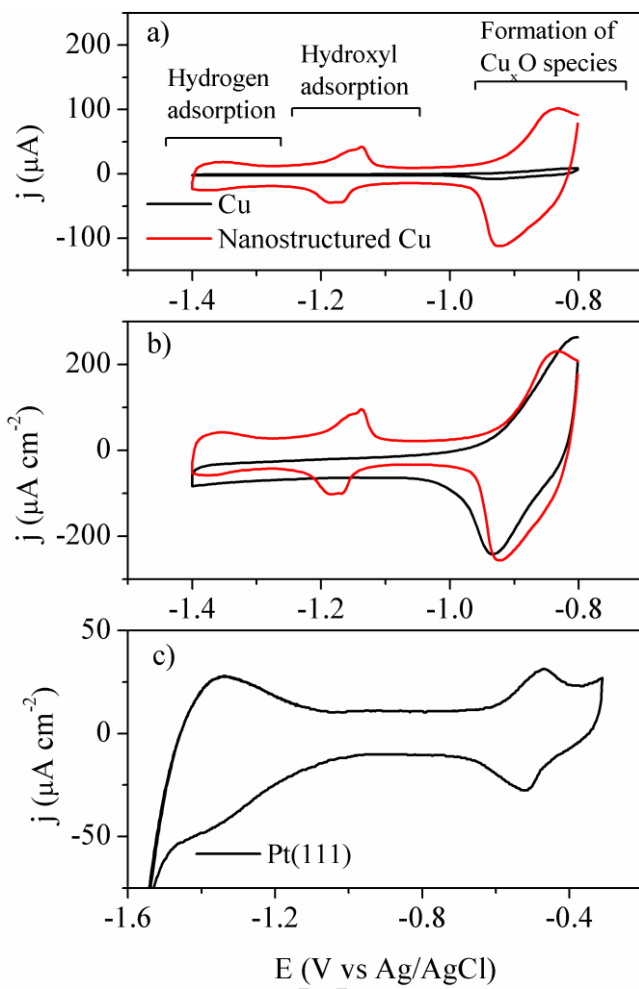 a)
Formation of
CuₓO species
Hydroxyl
adsorption
Hydrogen
adsorption
200
100
0
-100
j (μA)
Cu
Nanostructured Cu
-1.4 -1.2 -1.0 -0.8
b)
200
0
-200
j (μA cm⁻²)
-1.4 -1.2 -1.0 -0.8
c)
50
25
0
-25
-50
j (μA cm⁻²)
Pt(111)
-1.6 -1.2 -0.8 -0.4
E (V vs Ag/AgCl)